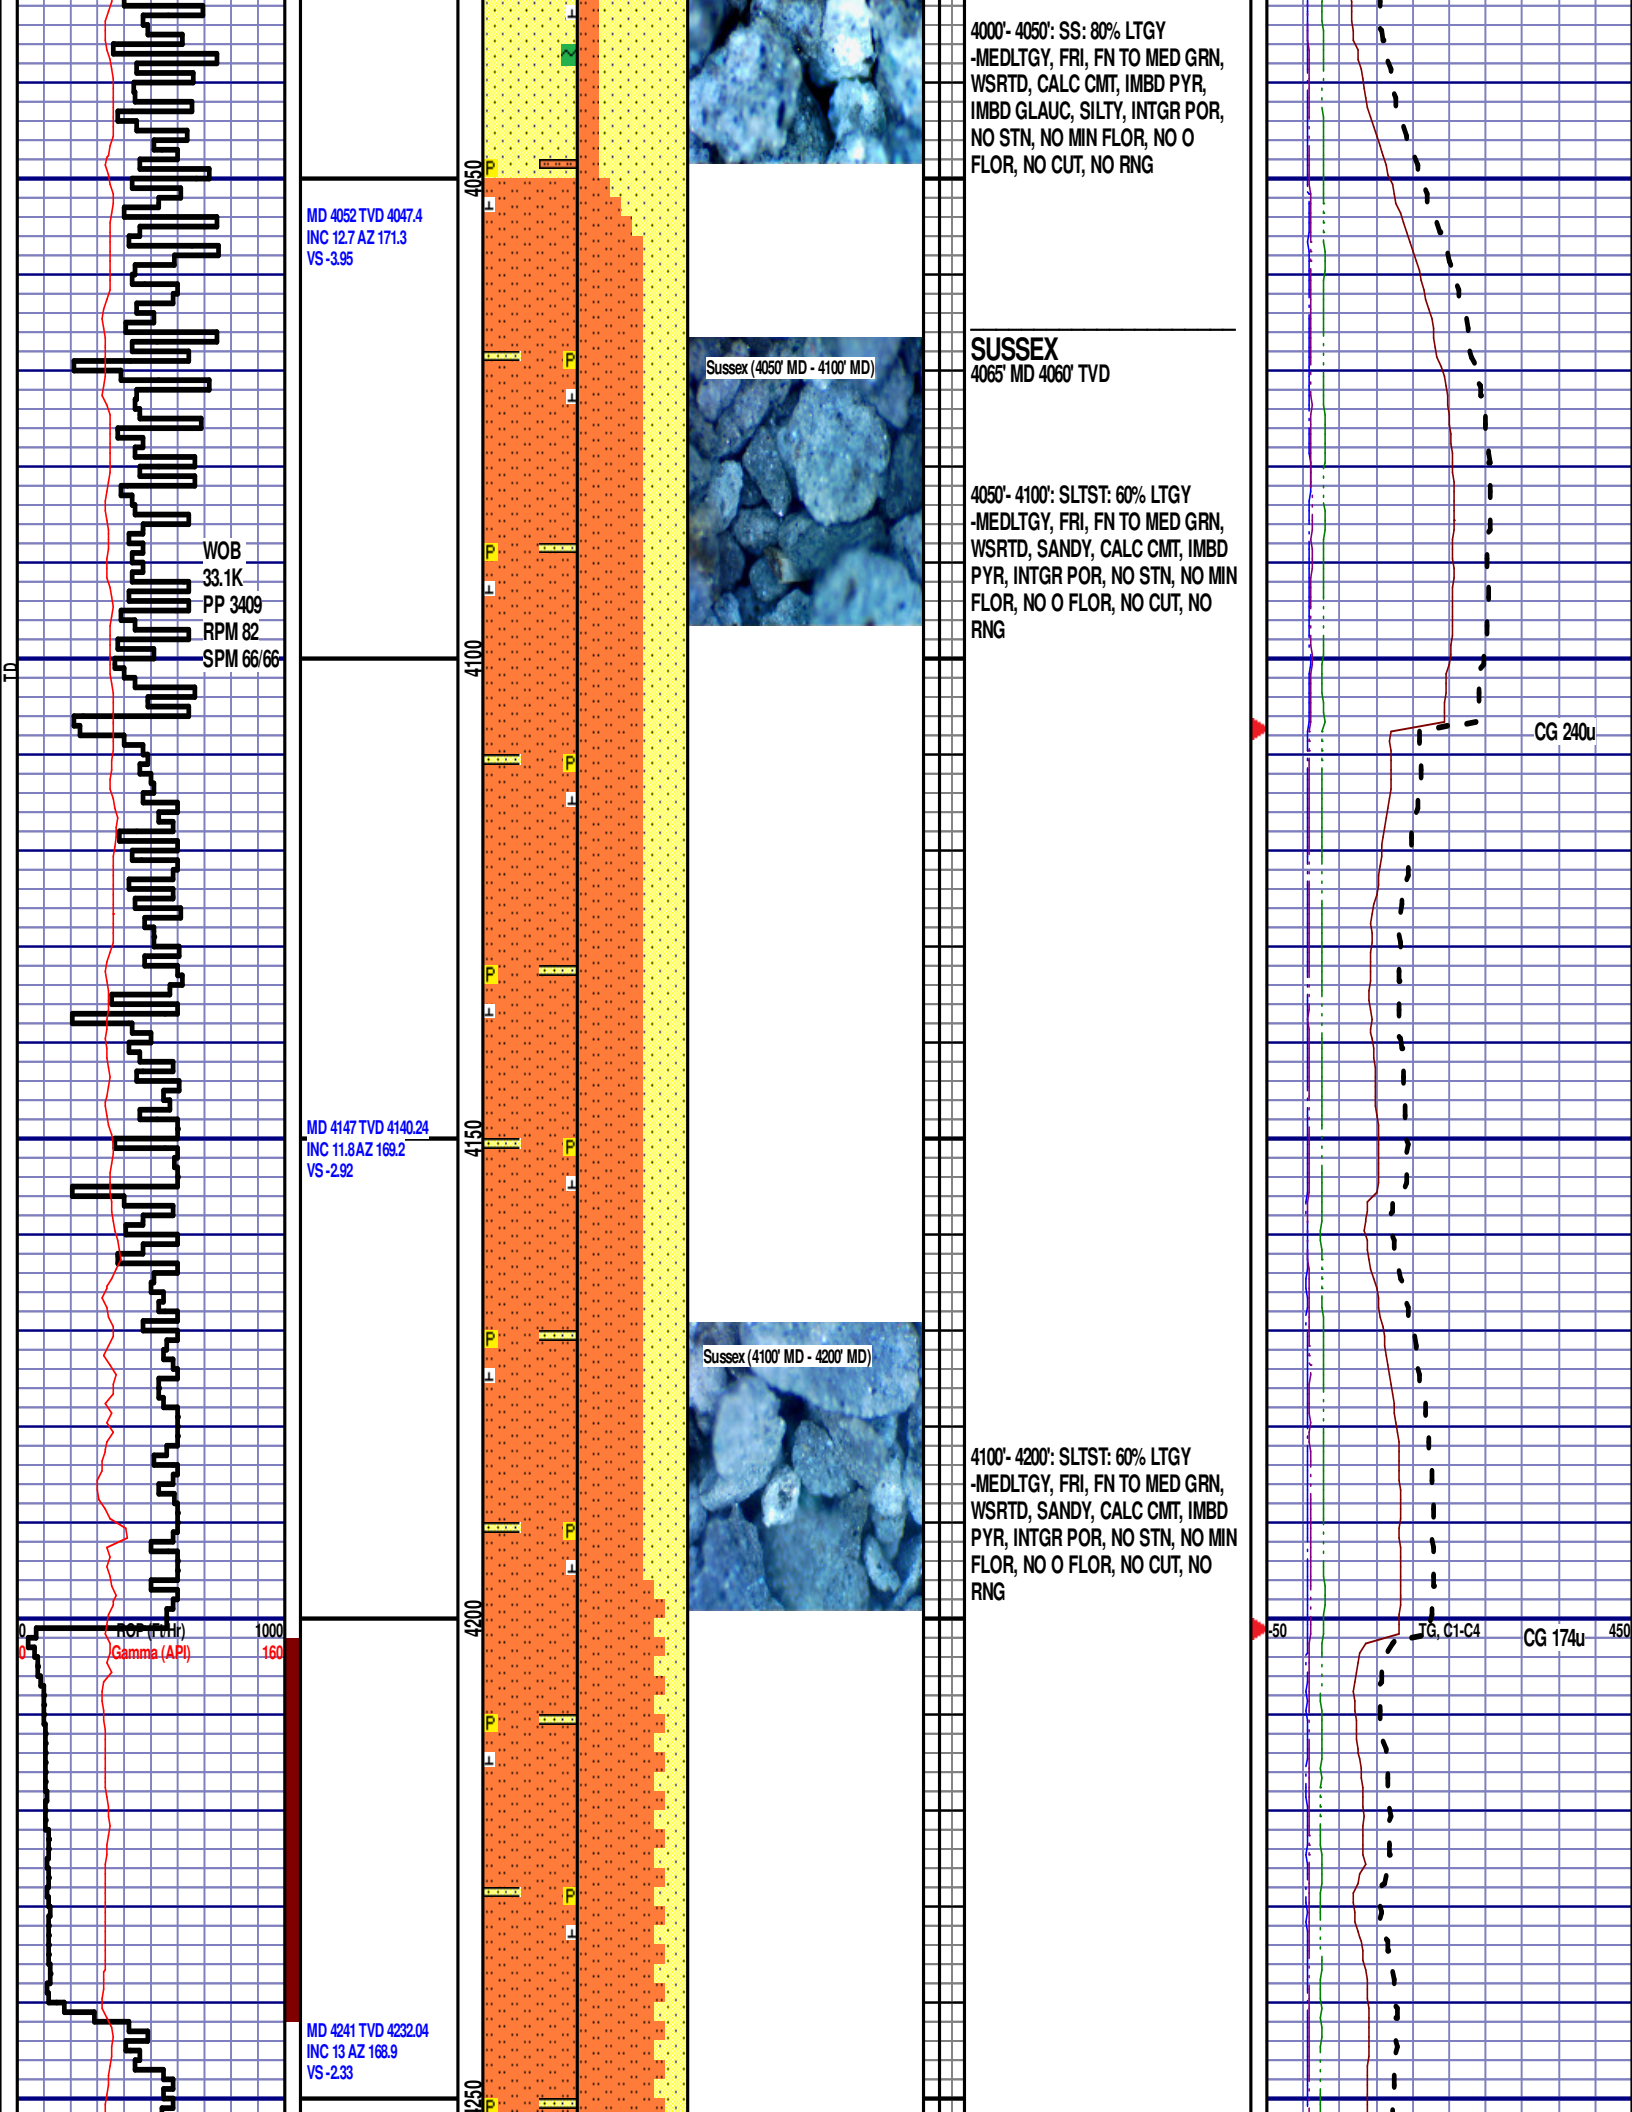 4000'- 4050': SS: 80% LTGY
-MEDLTGY, FRI, FN TO MED GRN,
WSRTD, CALC CMT, IMBD PYR,
IMBD GLAUC, SILTY, INTGR POR,
NO STN, NO MIN FLOR, NO O
FLOR, NO CUT, NO RNG
P
4050
MD 4052 TVD 4047.4
INC 12.7 AZ 171.3
VS -3.95
SUSSEX
4065' MD 4060' TVD
P
Sussex (4050' MD - 4100' MD)
4050'- 4100': SLTST: 60% LTGY
-MEDLTGY, FRI, FN TO MED GRN,
WSRTD, SANDY, CALC CMT, IMBD
PYR, INTGR POR, NO STN, NO MIN
FLOR, NO O FLOR, NO CUT, NO
RNG
WOB
33.1K
PP 3409
RPM 82
SPM 66/66
P
TD
4100
CG 240u
P
P
MD 4147 TVD 4140.24
INC 11.8 AZ 169.2
VS -2.92
4150
P
P
Sussex (4100' MD - 4200' MD)
4100'- 4200': SLTST: 60% LTGY
-MEDLTGY, FRI, FN TO MED GRN,
WSRTD, SANDY, CALC CMT, IMBD
PYR, INTGR POR, NO STN, NO MIN
FLOR, NO O FLOR, NO CUT, NO
RNG
P
4200
0 ROP (Ft/Hr) 1000
0 Gamma (API) 160
-50 TG, C1-C4 450
CG 174u
P
P
MD 4241 TVD 4232.04
INC 13 AZ 168.9
VS -2.33
4250
P